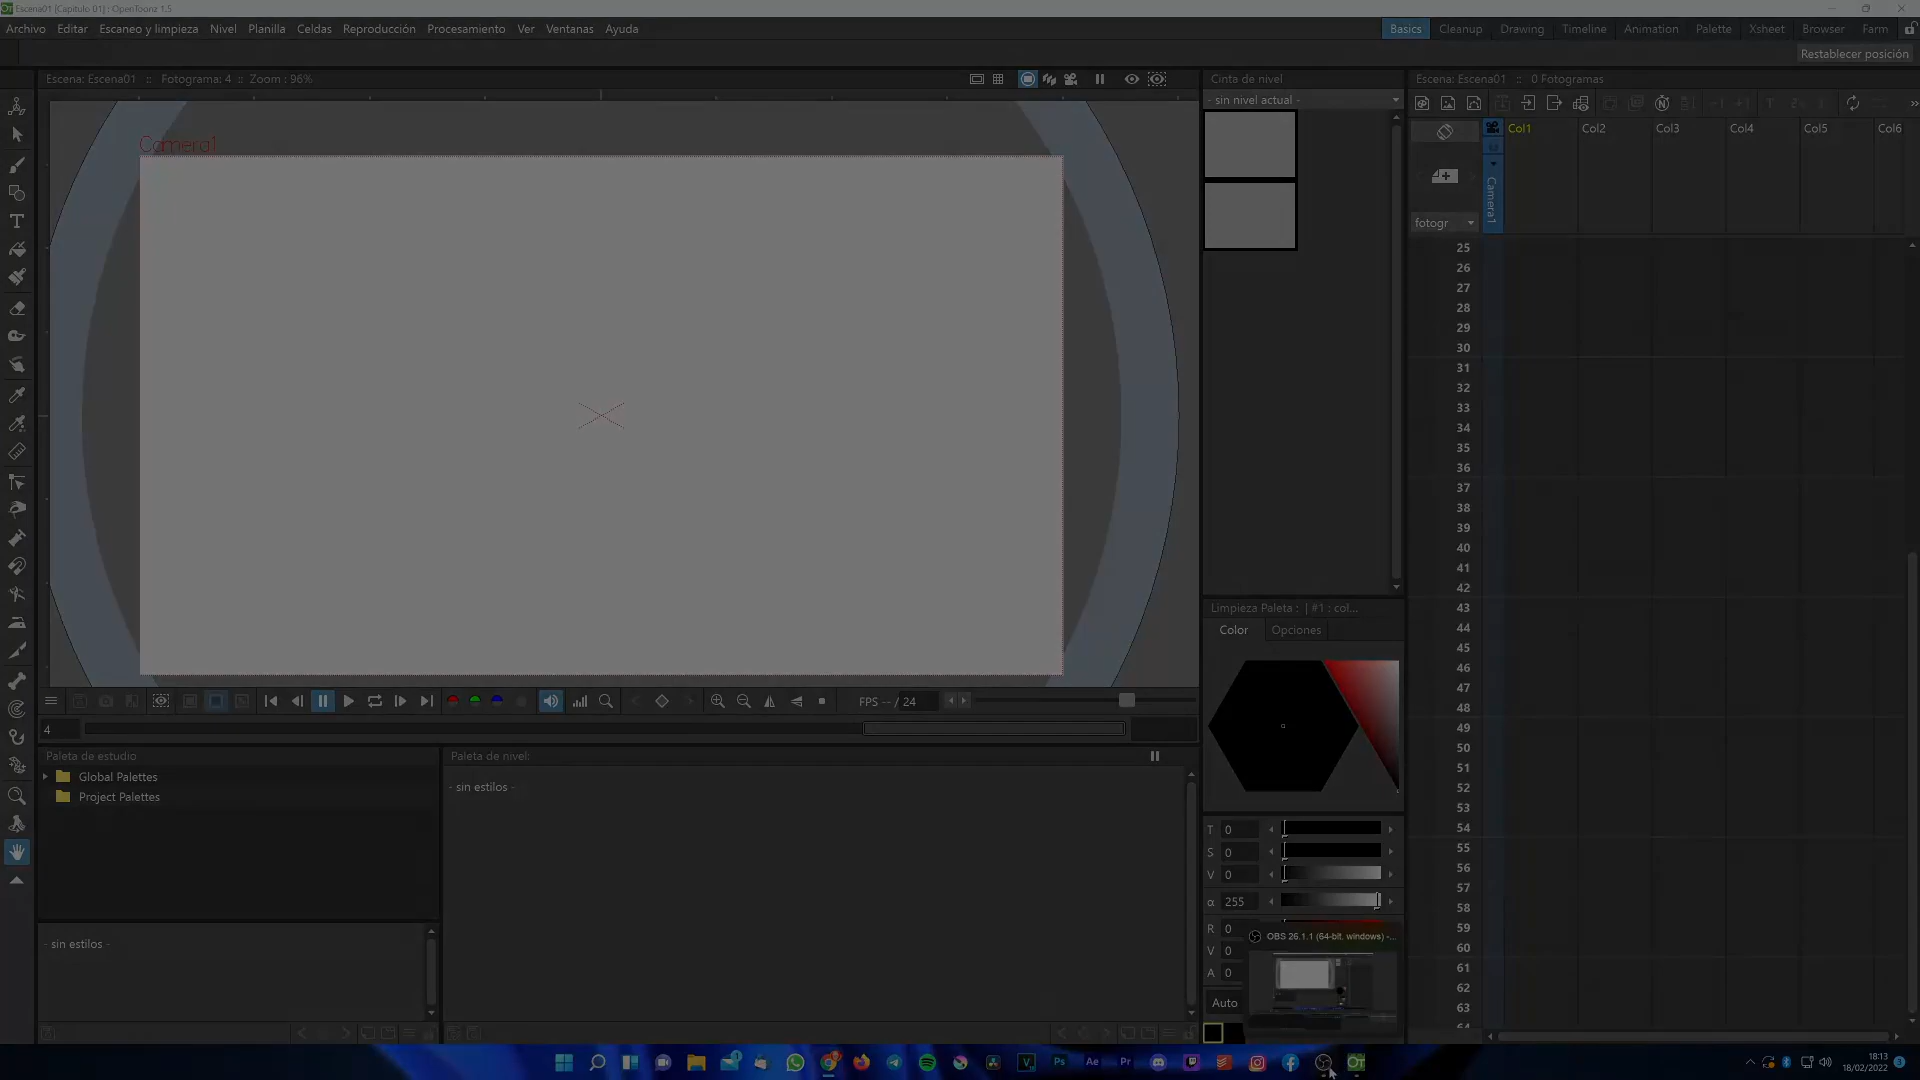 Escena01 [Capitulo 01] : OpenToonz 1.5
Archivo Editar Escaneo y limpieza Nivel Planilla Celdas Reproducción Procesamiento Ver Ventanas Ayuda
Basics Cleanup Drawing Timeline Animation Palette Xsheet Browser Farm
Restablecer posición
Escena: Escena01 :: Fotograma: 4 :: Zoom : 96%
Cinta de nivel
Escena: Escena01 :: 0 Fotogramas
- sin nivel actual -
Col1 Col2 Col3 Col4 Col5 Col6
Camera1
Camera1
fotogr
25
26
27
28
29
30
31
32
33
34
35
36
37
38
39
40
41
42
43
44
45
46
47
48
49
50
51
52
53
54
55
56
57
58
59
60
61
62
63
64
Limpieza Paleta : | #1 : col...
Color Opciones
FPS -- / 24
4
Paleta de estudio
Global Palettes
Project Palettes
- sin estilos -
Paleta de nivel:
- sin estilos -
T 0
S 0
V 0
α 255
R 0
V 0
A 0
Auto
OBS 26.1.1 (64-bit, windows) -...
Ps Ae Pr
OT
18:13
18/02/2022
3